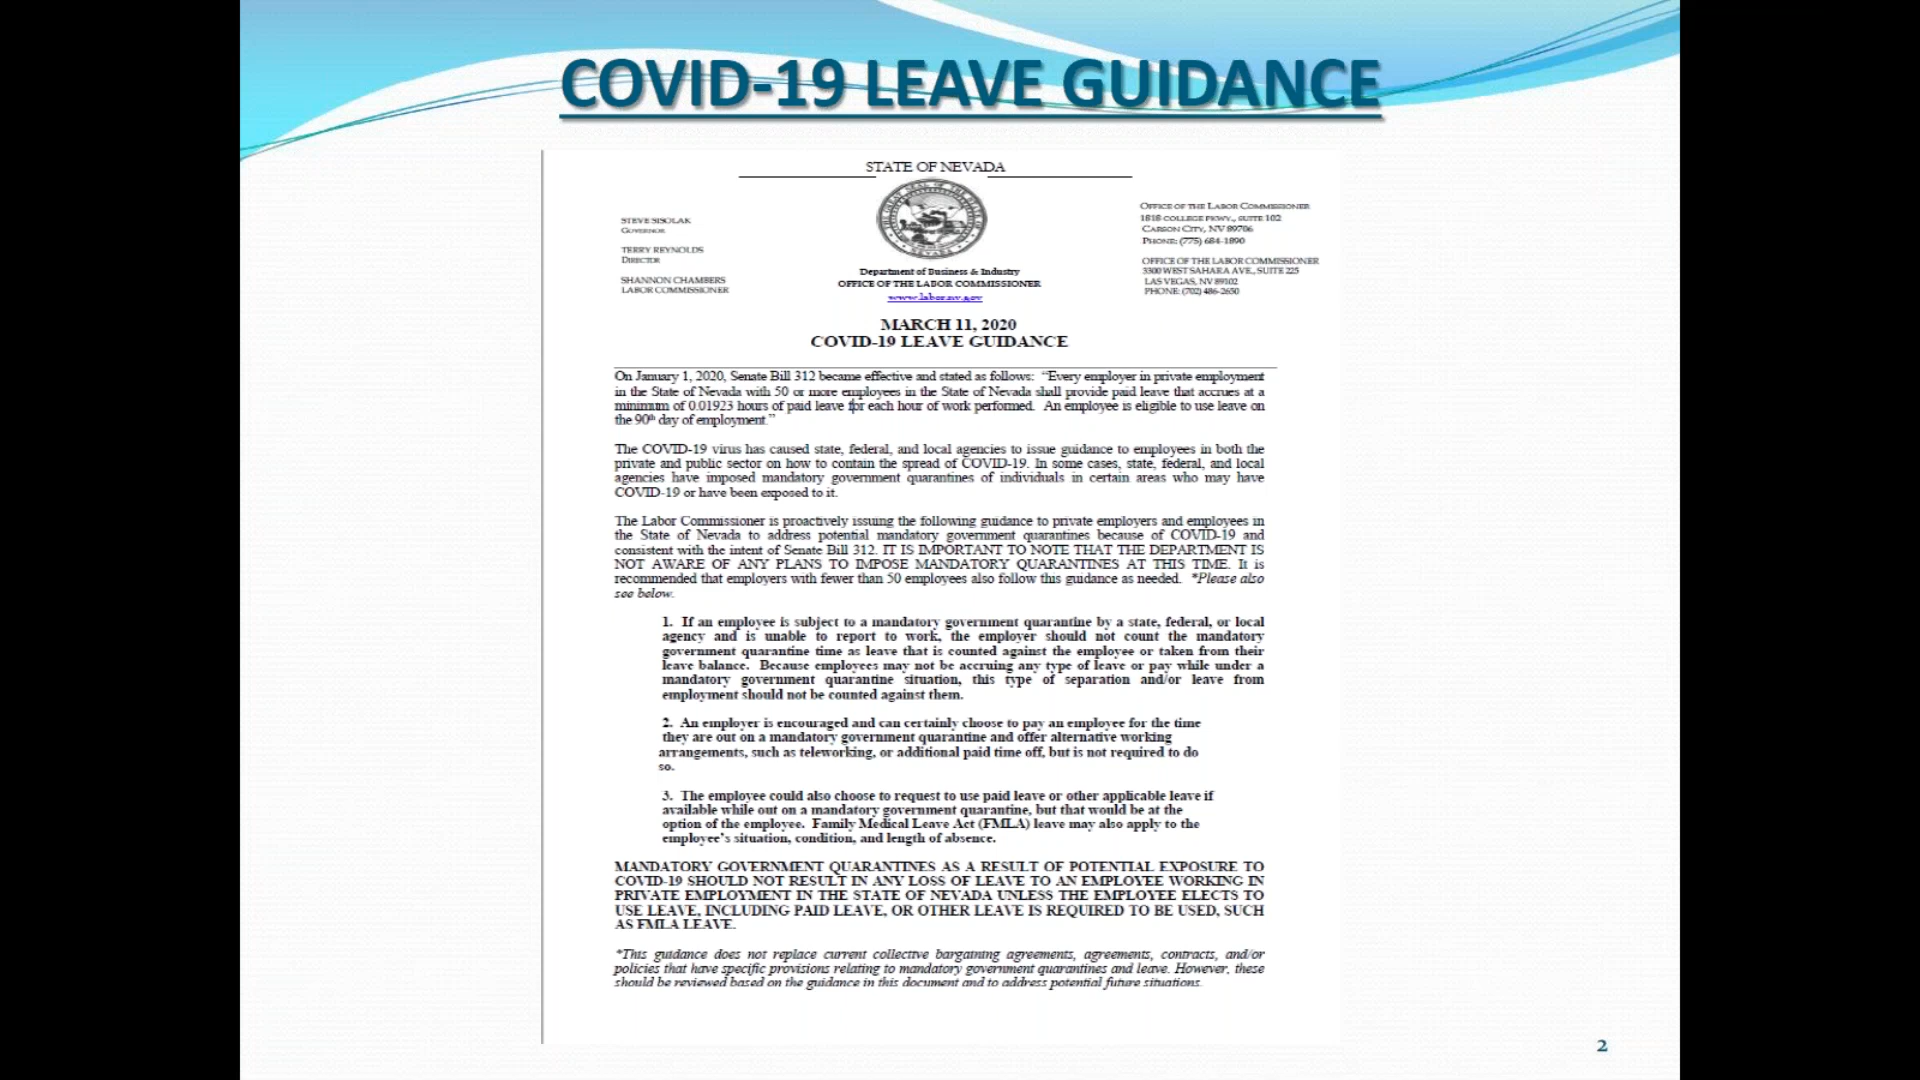 COVID-19 LEAVE GUIDANCE
STATE OF NEVADA
STEVE SISOLAK
GOVERNOR
TERRY REYNOLDS
DIRECTOR
SHANNON CHAMBERS
LABOR COMMISSIONER
Department of Business & Industry
OFFICE OF THE LABOR COMMISSIONER
www.labor.nv.gov
OFFICE OF THE LABOR COMMISSIONER
1818 COLLEGE PKWY., SUITE 102
CARSON CITY, NV 89706
PHONE: (775) 684-1890
OFFICE OF THE LABOR COMMISSIONER
3300 WEST SAHARA AVE., SUITE 225
LAS VEGAS, NV 89102
PHONE: (702) 486-2650
MARCH 11, 2020
COVID-19 LEAVE GUIDANCE
On January 1, 2020, Senate Bill 312 became effective and stated as follows: “Every employer in private employment
in the State of Nevada with 50 or more employees in the State of Nevada shall provide paid leave that accrues at a
minimum of 0.01923 hours of paid leave for each hour of work performed. An employee is eligible to use leave on
the 90th day of employment.”
The COVID-19 virus has caused state, federal, and local agencies to issue guidance to employees in both the
private and public sector on how to contain the spread of COVID-19. In some cases, state, federal, and local
agencies have imposed mandatory government quarantines of individuals in certain areas who may have
COVID-19 or have been exposed to it.
The Labor Commissioner is proactively issuing the following guidance to private employers and employees in
the State of Nevada to address potential mandatory government quarantines because of COVID-19 and
consistent with the intent of Senate Bill 312. IT IS IMPORTANT TO NOTE THAT THE DEPARTMENT IS
NOT AWARE OF ANY PLANS TO IMPOSE MANDATORY QUARANTINES AT THIS TIME. It is
recommended that employers with fewer than 50 employees also follow this guidance as needed. *Please also
see below.
1. If an employee is subject to a mandatory government quarantine by a state, federal, or local
agency and is unable to report to work, the employer should not count the mandatory
government quarantine time as leave that is counted against the employee or taken from their
leave balance. Because employees may not be accruing any type of leave or pay while under a
mandatory government quarantine situation, this type of separation and/or leave from
employment should not be counted against them.
2. An employer is encouraged and can certainly choose to pay an employee for the time
they are out on a mandatory government quarantine and offer alternative working
arrangements, such as teleworking, or additional paid time off, but is not required to do
so.
3. The employee could also choose to request to use paid leave or other applicable leave if
available while out on a mandatory government quarantine, but that would be at the
option of the employee. Family Medical Leave Act (FMLA) leave may also apply to the
employee’s situation, condition, and length of absence.
MANDATORY GOVERNMENT QUARANTINES AS A RESULT OF POTENTIAL EXPOSURE TO
COVID-19 SHOULD NOT RESULT IN ANY LOSS OF LEAVE TO AN EMPLOYEE WORKING IN
PRIVATE EMPLOYMENT IN THE STATE OF NEVADA UNLESS THE EMPLOYEE ELECTS TO
USE LEAVE, INCLUDING PAID LEAVE, OR OTHER LEAVE IS REQUIRED TO BE USED, SUCH
AS FMLA LEAVE.
*This guidance does not replace current collective bargaining agreements, agreements, contracts, and/or
policies that have specific provisions relating to mandatory government quarantines and leave. However, these
should be reviewed based on the guidance in this document and to address potential future situations.
2